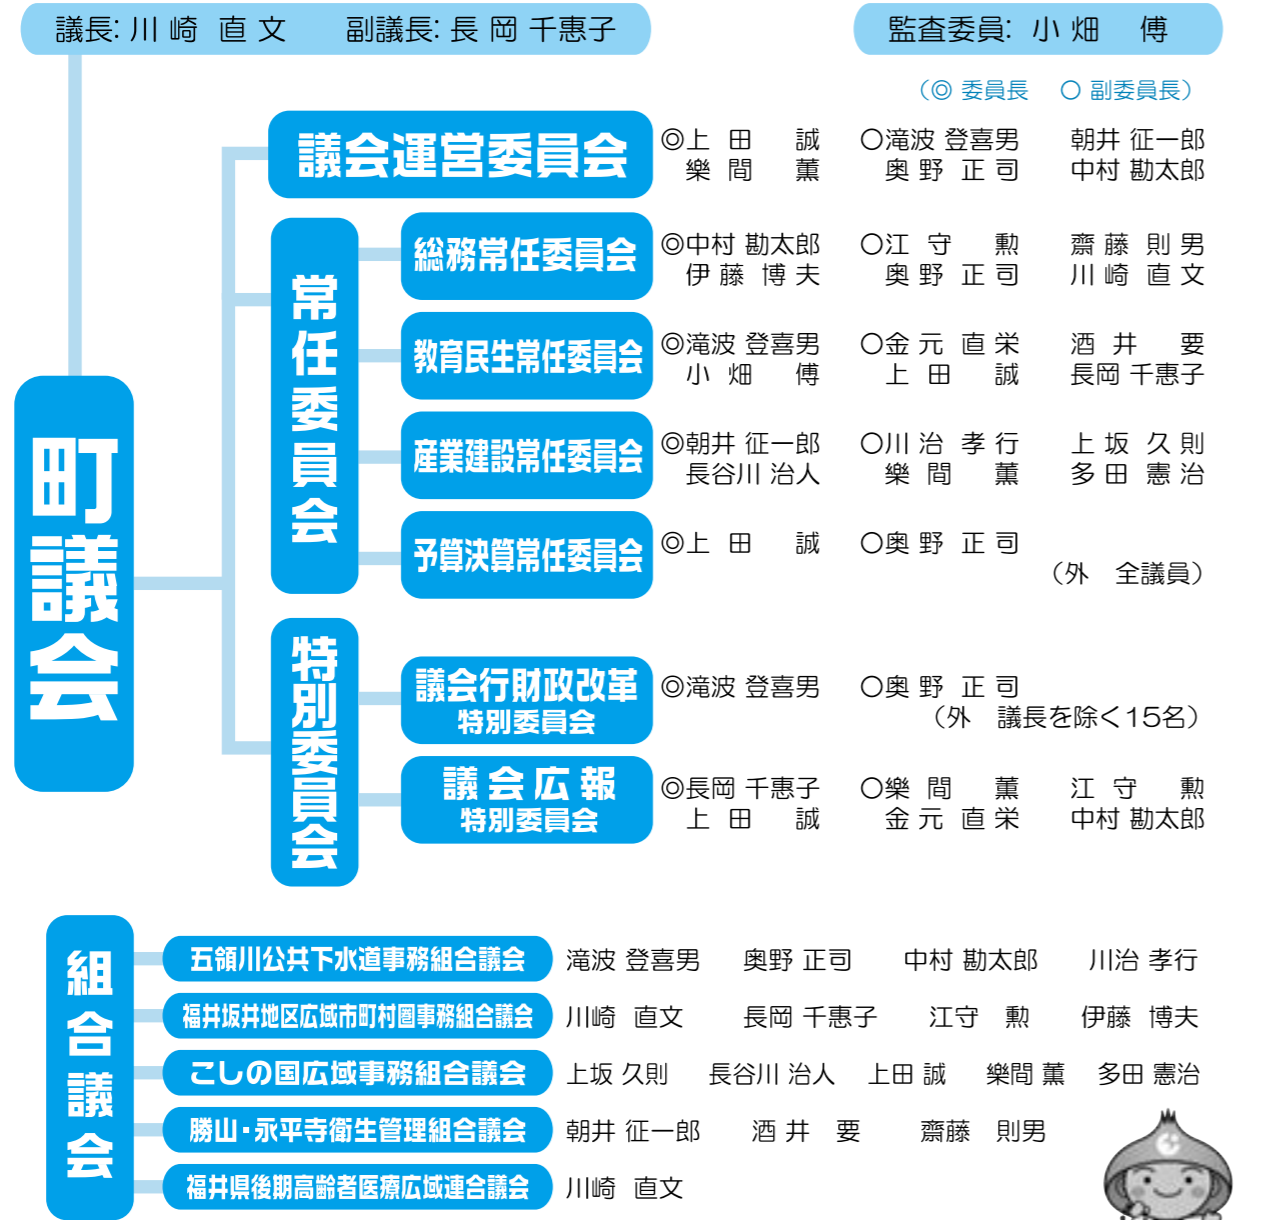 議長: 川崎 直文　副議長: 長岡 千惠子　監査委員: 小畑 傅
（◎ 委員長　○ 副委員長）
町議会
議会運営委員会
◎上田 誠　○滝波 登喜男　朝井 征一郎
樂間 薫　奥野 正司　中村 勘太郎
常任委員会
総務常任委員会
◎中村 勘太郎　○江守 勲　齋藤 則男
伊藤 博夫　奥野 正司　川崎 直文
教育民生常任委員会
◎滝波 登喜男　○金元 直栄　酒井 要
小畑 傅　上田 誠　長岡 千惠子
産業建設常任委員会
◎朝井 征一郎　○川治 孝行　上坂 久則
長谷川 治人　樂間 薫　多田 憲治
予算決算常任委員会
◎上田 誠　○奥野 正司
（外　全議員）
特別委員会
議会行財政改革
特別委員会
◎滝波 登喜男　○奥野 正司
（外　議長を除く15名）
議会広報
特別委員会
◎長岡 千惠子　○樂間 薫　江守 勲
上田 誠　金元 直栄　中村 勘太郎
組合議会
五領川公共下水道事務組合議会　滝波 登喜男　奥野 正司　中村 勘太郎　川治 孝行
福井坂井地区広域市町村圏事務組合議会　川崎 直文　長岡 千惠子　江守 勲　伊藤 博夫
こしの国広域事務組合議会　上坂 久則　長谷川 治人　上田 誠　樂間 薫　多田 憲治
勝山・永平寺衛生管理組合議会　朝井 征一郎　酒井 要　齋藤 則男
福井県後期高齢者医療広域連合議会　川崎 直文